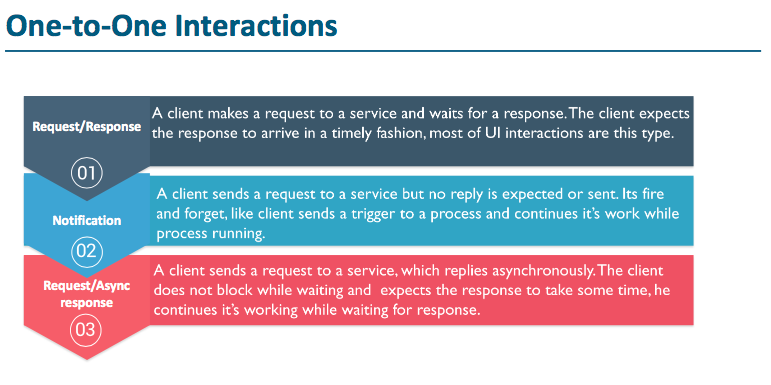 One-to-One Interactions
Request/Response
01
A client makes a request to a service and waits for a response. The client expects
the response to arrive in a timely fashion, most of UI interactions are this type.
Notification
02
A client sends a request to a service but no reply is expected or sent. Its fire
and forget, like client sends a trigger to a process and continues it's work while
process running.
Request/Async
response
03
A client sends a request to a service, which replies asynchronously. The client
does not block while waiting and expects the response to take some time, he
continues it's working while waiting for response.